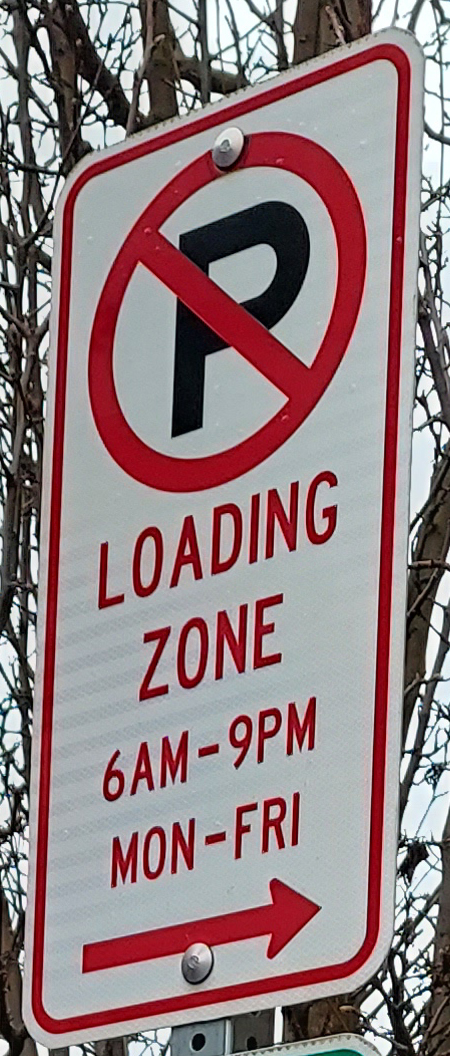 P
LOADING
ZONE
6AM-9PM
MON-FRI